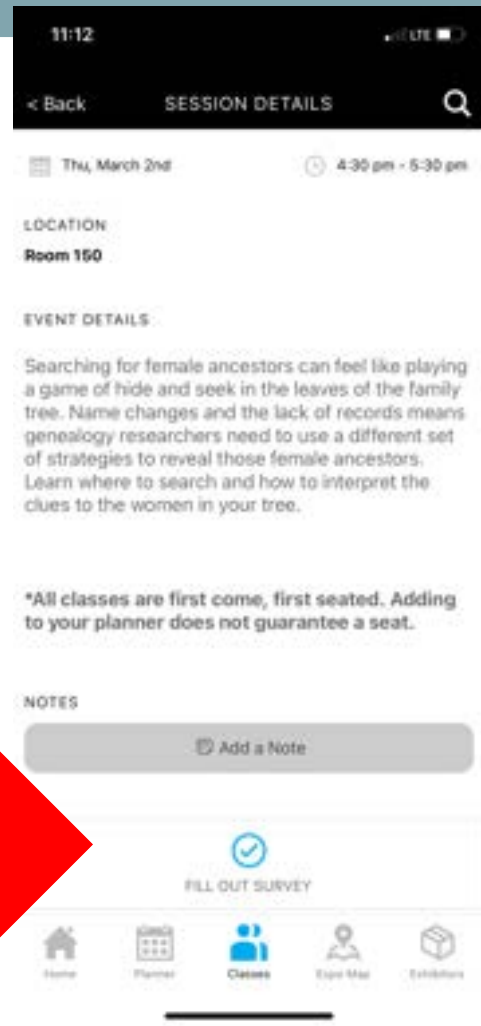 11:12
LTE
< Back SESSION DETAILS
Thu, March 2nd 4:30 pm - 5:30 pm
LOCATION
Room 150
EVENT DETAILS
Searching for female ancestors can feel like playing
a game of hide and seek in the leaves of the family
tree. Name changes and the lack of records means
genealogy researchers need to use a different set
of strategies to reveal those female ancestors.
Learn where to search and how to interpret the
clues to the women in your tree.
*All classes are first come, first seated. Adding
to your planner does not guarantee a seat.
NOTES
Add a Note
FILL OUT SURVEY
Home Planner Classes Expo Map Exhibitors